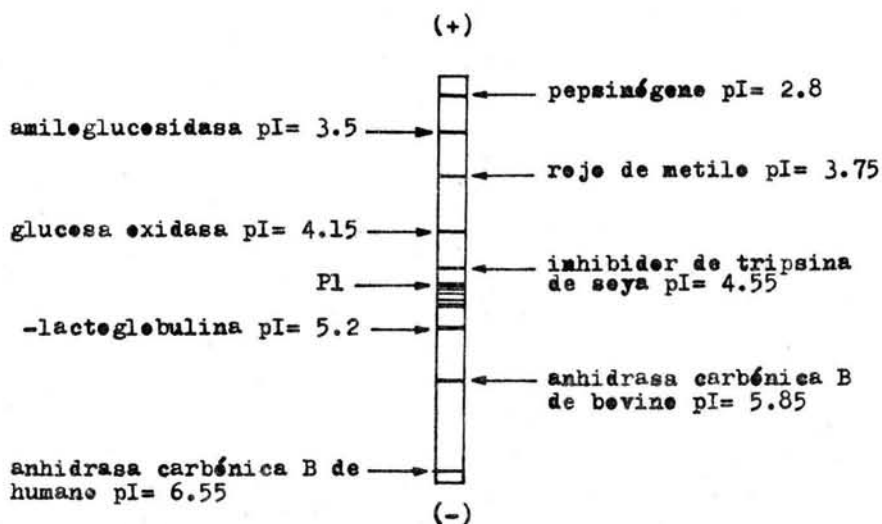 (+)
pepsinógeno pI= 2.8
amiloglucosidasa pI= 3.5
rojo de metilo pI= 3.75
glucosa oxidasa pI= 4.15
inhibidor de tripsina
de soya pI= 4.55
P1
-lactoglobulina pI= 5.2
anhidrasa carbónica B
de bovino pI= 5.85
anhidrasa carbónica B de
humano pI= 6.55
(-)